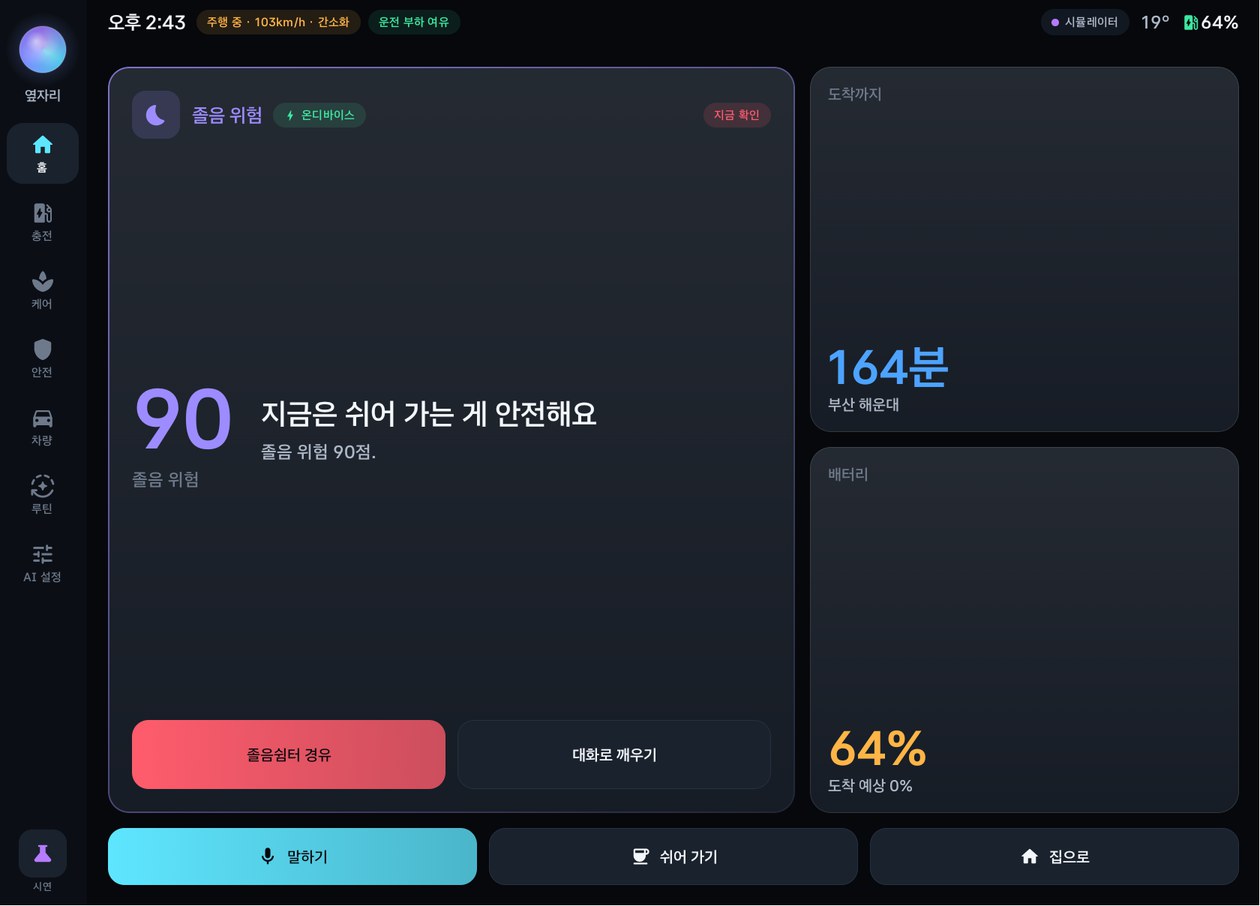 오후 2:43
주행 중 · 103km/h · 간소화
운전 부하 여유
시뮬레이터
19°
64%
옆자리
홈
충전
케어
안전
차량
루틴
AI 설정
시연
졸음 위험
온디바이스
지금 확인
90
졸음 위험
지금은 쉬어 가는 게 안전해요
졸음 위험 90점.
졸음쉼터 경유
대화로 깨우기
도착까지
164분
부산 해운대
배터리
64%
도착 예상 0%
말하기
쉬어 가기
집으로